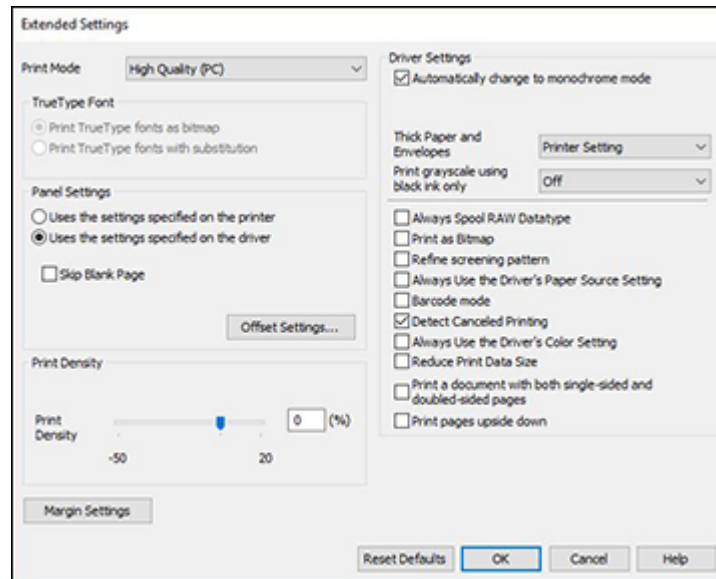 Extended Settings
Print Mode
High Quality (PC)
TrueType Font
Print TrueType fonts as bitmap
Print TrueType fonts with substitution
Panel Settings
Uses the settings specified on the printer
Uses the settings specified on the driver
Skip Blank Page
Offset Settings...
Print Density
Print
Density
0 (%)
-50 20
Margin Settings
Driver Settings
Automatically change to monochrome mode
Thick Paper and
Envelopes
Printer Setting
Print grayscale using
black ink only
Off
Always Spool RAW Datatype
Print as Bitmap
Refine screening pattern
Always Use the Driver's Paper Source Setting
Barcode mode
Detect Canceled Printing
Always Use the Driver's Color Setting
Reduce Print Data Size
Print a document with both single-sided and
doubled-sided pages
Print pages upside down
Reset Defaults OK Cancel Help